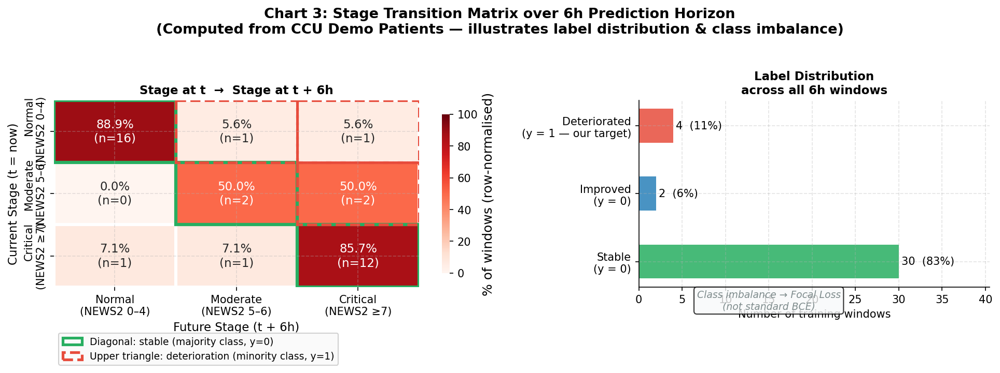 Chart 3: Stage Transition Matrix over 6h Prediction Horizon
(Computed from CCU Demo Patients — illustrates label distribution & class imbalance)
Stage at t → Stage at t + 6h
Current Stage (t = now)
Normal
(NEWS2 0–4)
Moderate
(NEWS2 5–6)
Critical
(NEWS2 ≥7)
88.9%
(n=16)
5.6%
(n=1)
5.6%
(n=1)
0.0%
(n=0)
50.0%
(n=2)
50.0%
(n=2)
7.1%
(n=1)
7.1%
(n=1)
85.7%
(n=12)
Normal
(NEWS2 0–4)
Moderate
(NEWS2 5–6)
Critical
(NEWS2 ≥7)
Future Stage (t + 6h)
Diagonal: stable (majority class, y=0)
Upper triangle: deterioration (minority class, y=1)
100
80
60
40
20
0
% of windows (row-normalised)
Label Distribution
across all 6h windows
Deteriorated
(y = 1 — our target)
4 (11%)
Improved
(y = 0)
2 (6%)
Stable
(y = 0)
30 (83%)
0 5 10 15 20 25 30 35 40
Class imbalance → Focal Loss
(not standard BCE)
Number of training windows